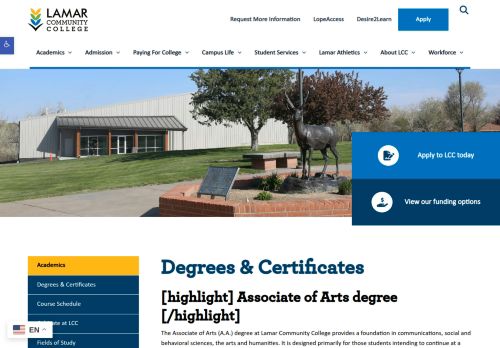 LAMAR
COMMUNITY
COLLEGE
Request More Information LopeAccess Desire2Learn Apply
Academics Admission Paying For College Campus Life Student Services Lamar Athletics About LCC Workforce
Apply to LCC today
View our funding options
Academics
Degrees & Certificates
Course Schedule
at LCC
Fields of Study
EN
Degrees & Certificates
[highlight] Associate of Arts degree
[/highlight]
The Associate of Arts (A.A.) degree at Lamar Community College provides a foundation in communications, social and
behavioral sciences, the arts and humanities. It is designed primarily for those students intending to continue at a